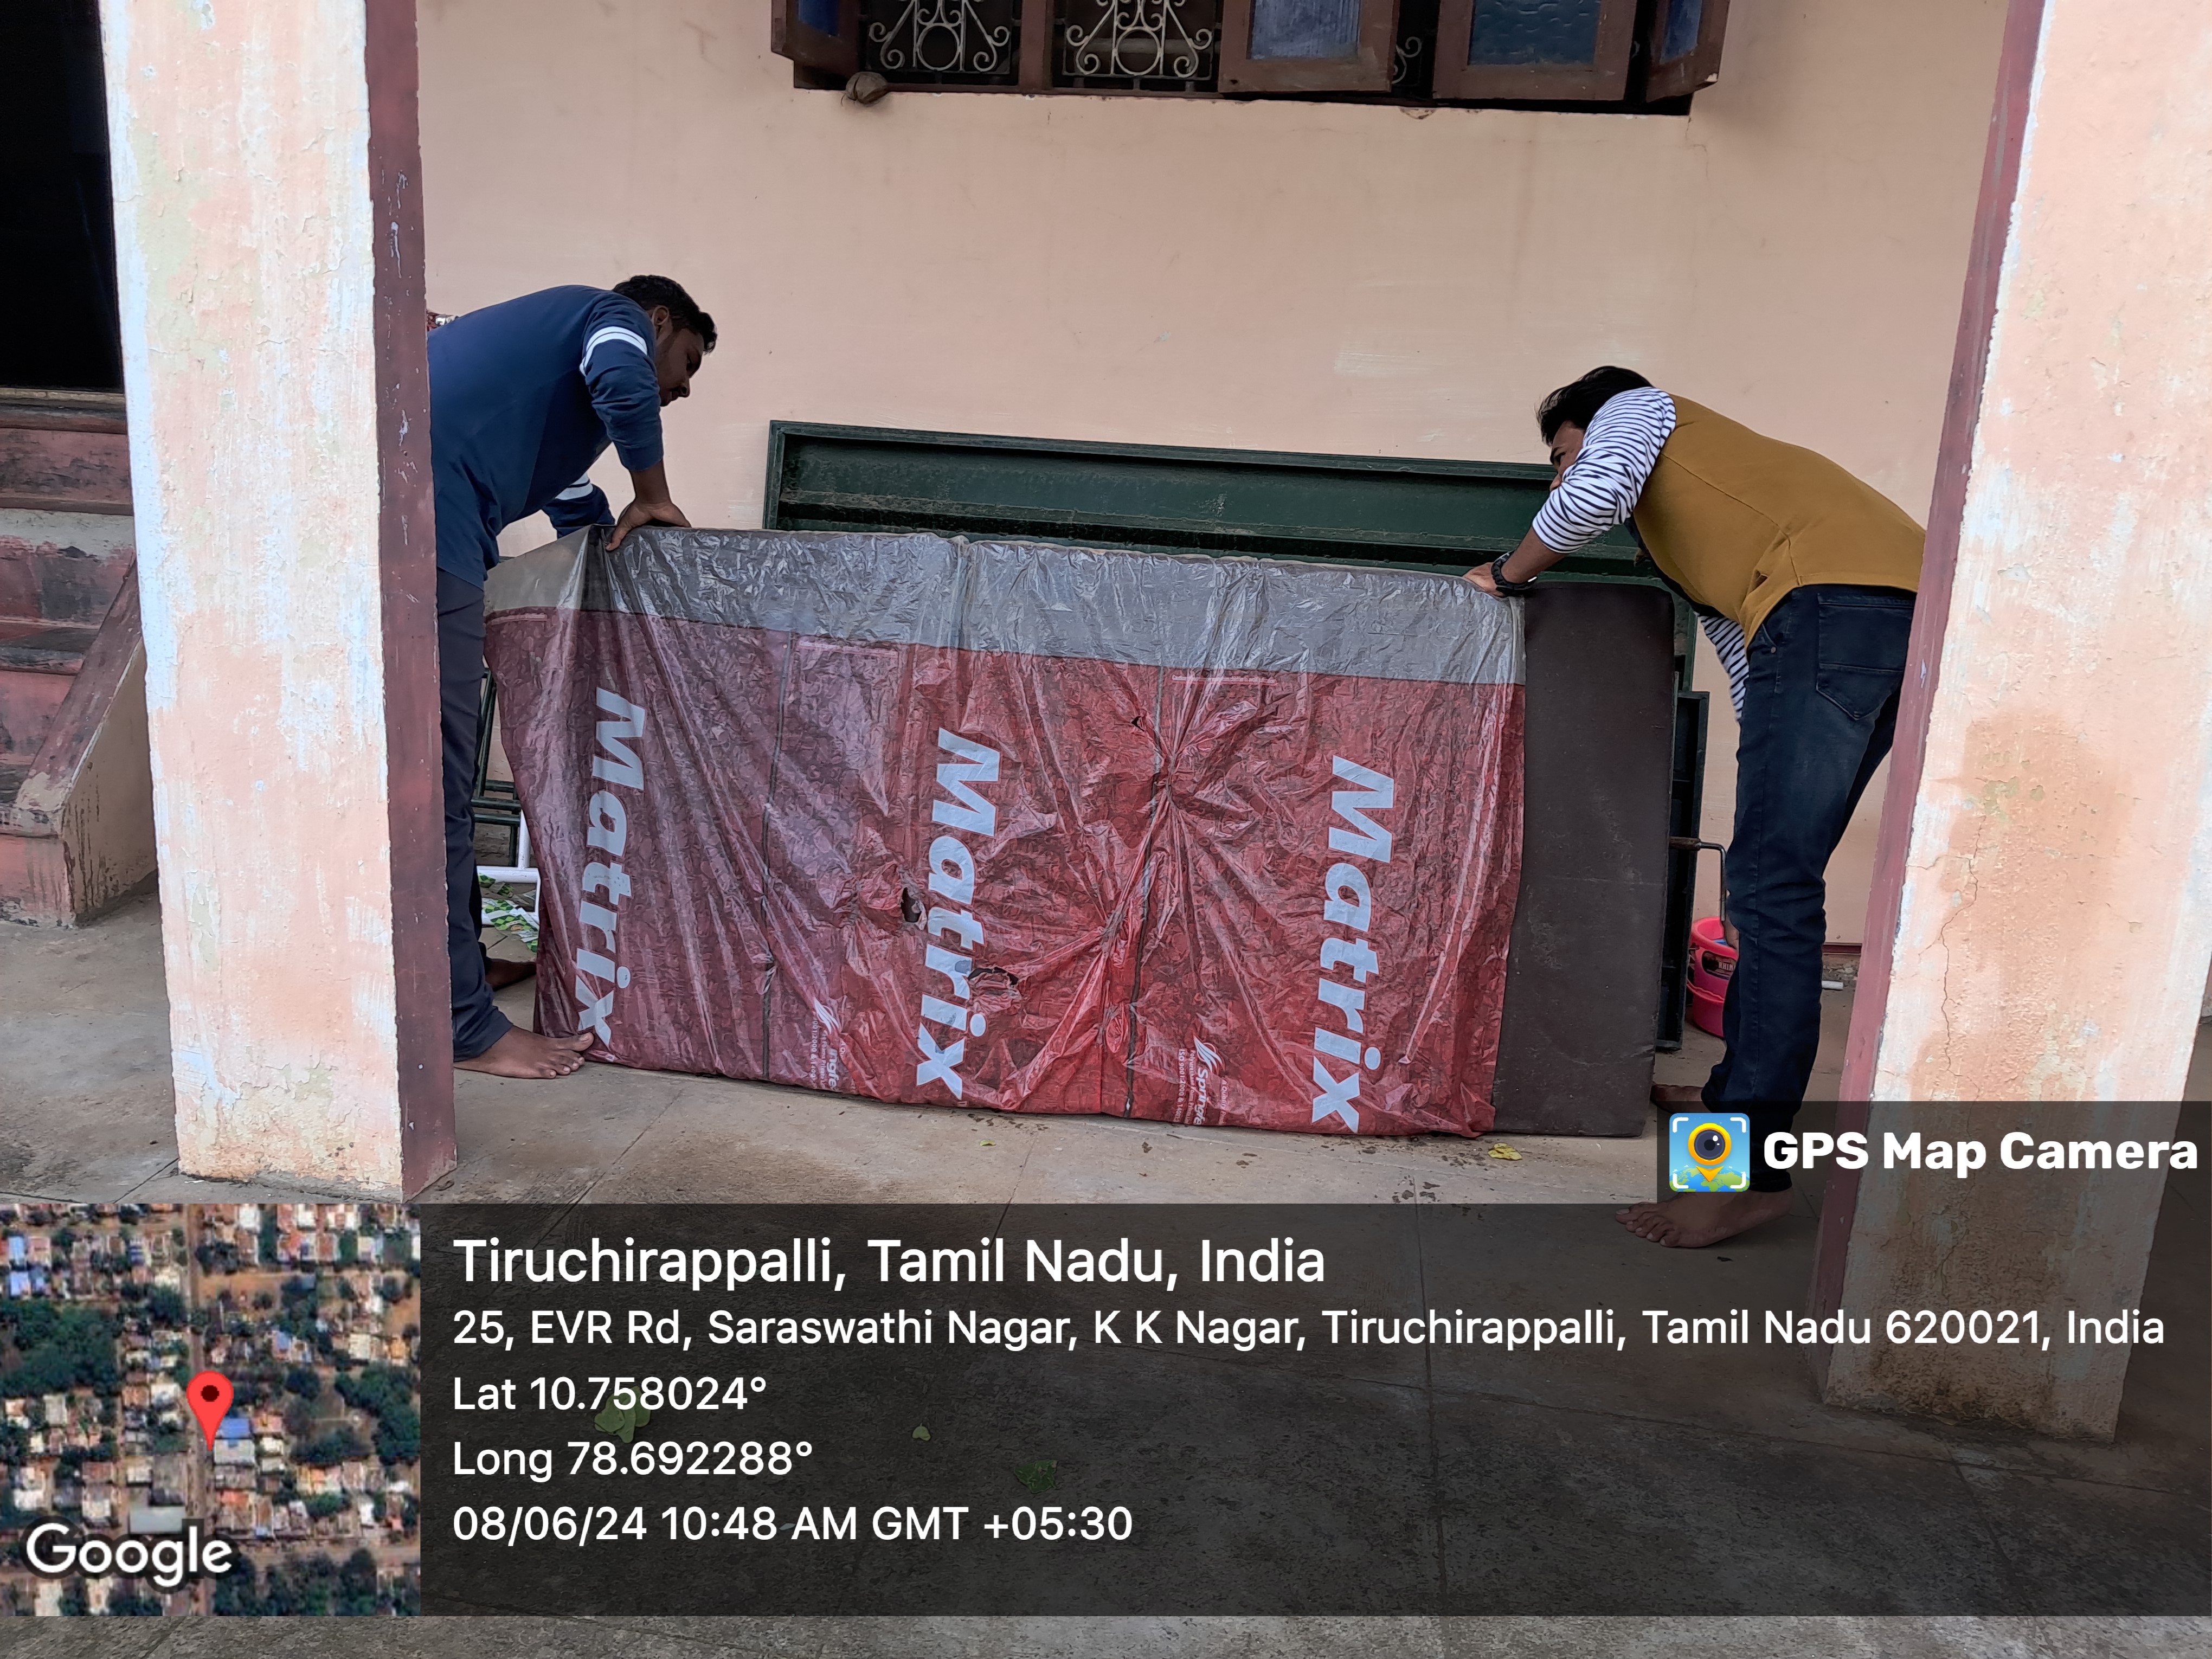 Matrix
Matrix
Matrix
GPS Map Camera
Tiruchirappalli, Tamil Nadu, India
25, EVR Rd, Saraswathi Nagar, K K Nagar, Tiruchirappalli, Tamil Nadu 620021, India
Lat 10.758024°
Long 78.692288°
08/06/24 10:48 AM GMT +05:30
Google